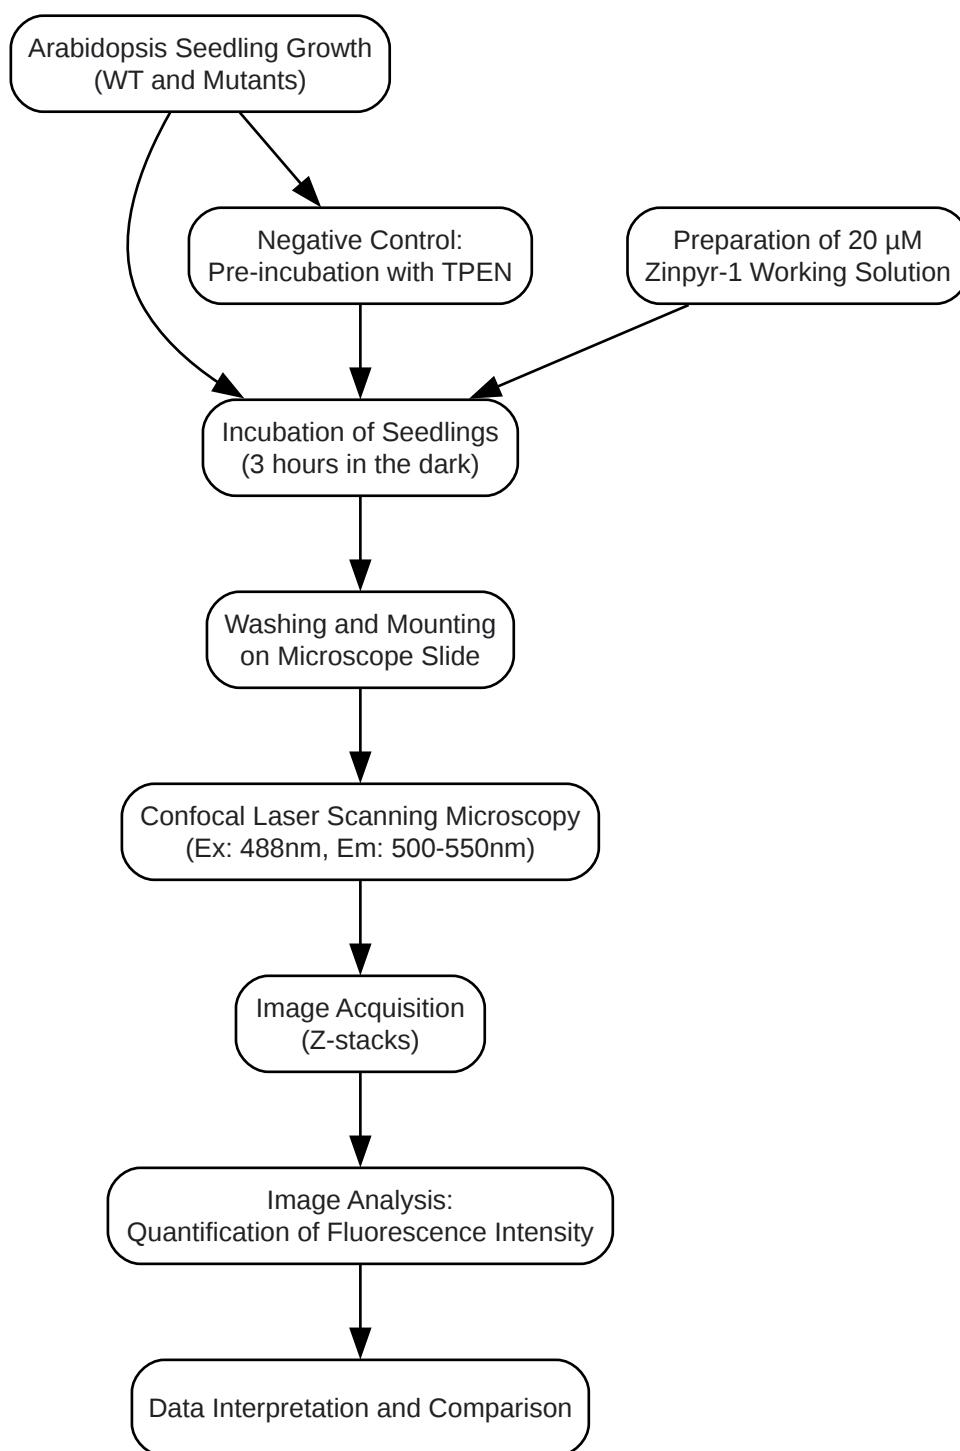 Arabidopsis Seedling Growth
(WT and Mutants)
Negative Control:
Pre-incubation with TPEN
Preparation of 20 µM
Zinpyr-1 Working Solution
Incubation of Seedlings
(3 hours in the dark)
Washing and Mounting
on Microscope Slide
Confocal Laser Scanning Microscopy
(Ex: 488nm, Em: 500-550nm)
Image Acquisition
(Z-stacks)
Image Analysis:
Quantification of Fluorescence Intensity
Data Interpretation and Comparison